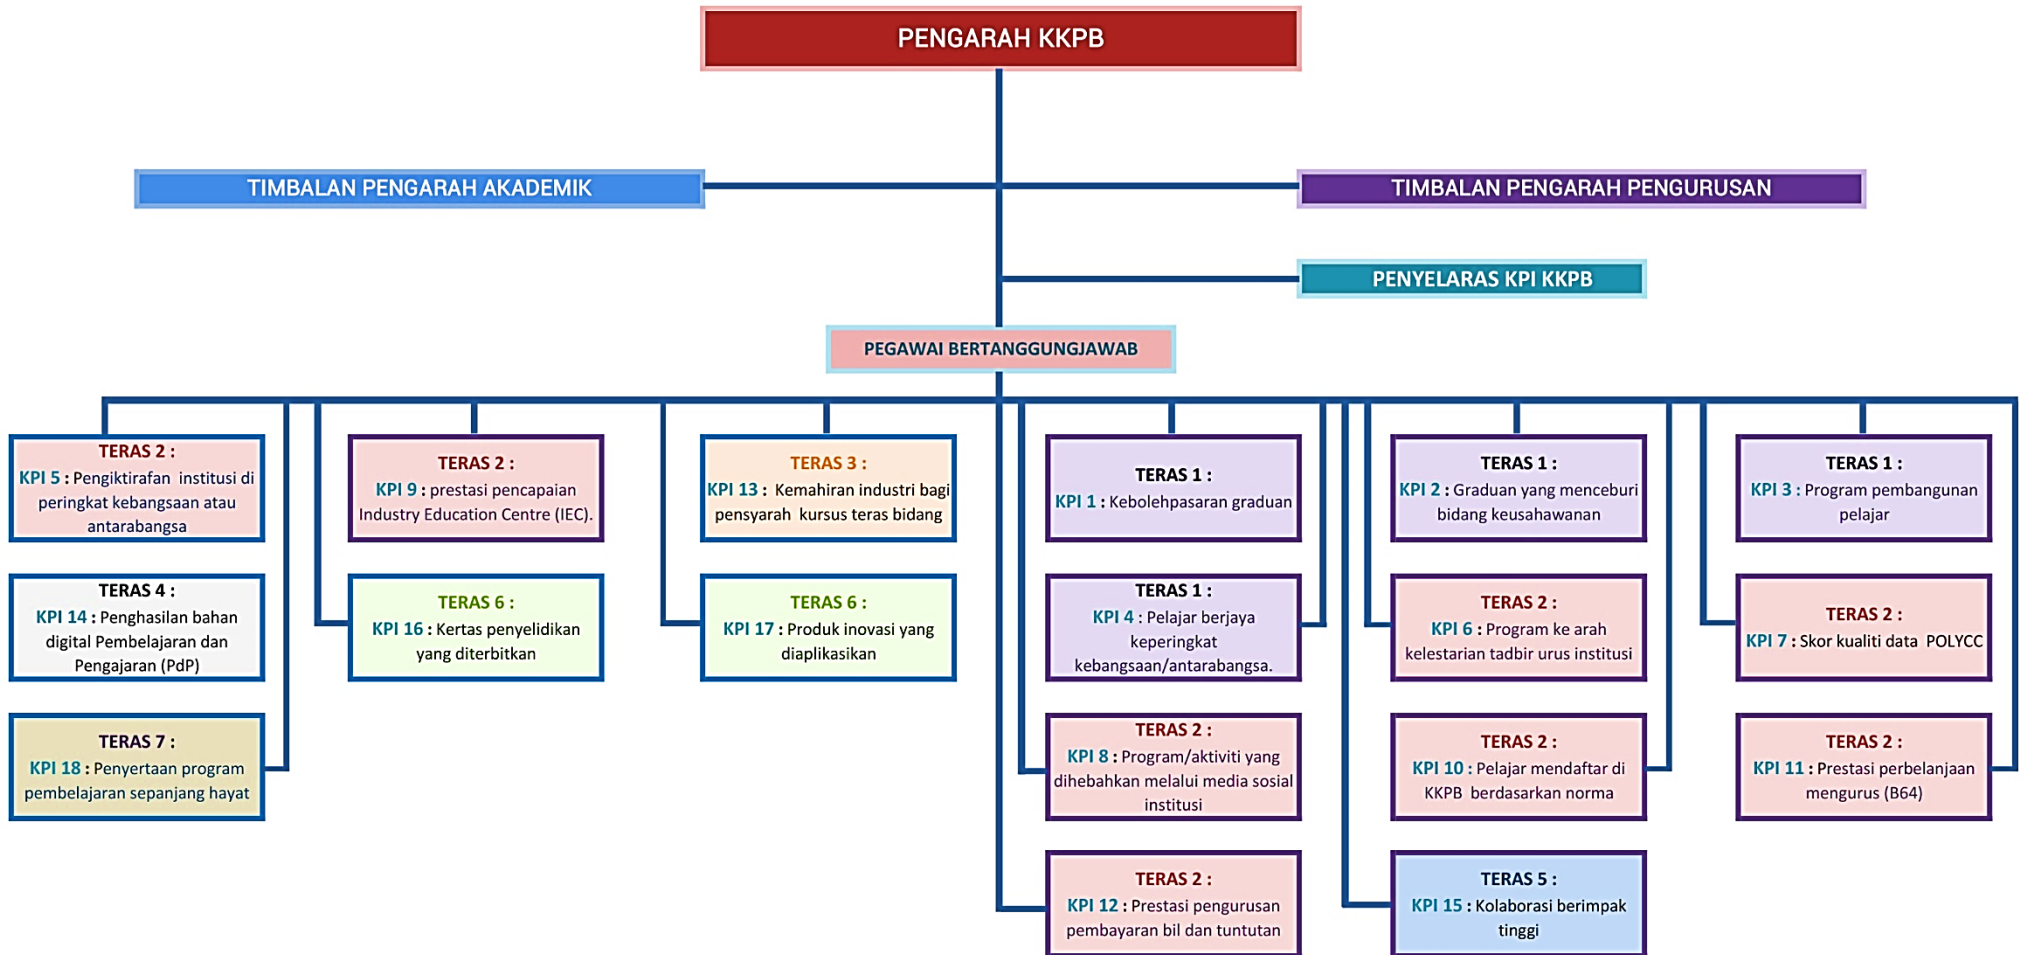 PENGARAH KKPB
TIMBALAN PENGARAH AKADEMIK
TIMBALAN PENGARAH PENGURUSAN
PENYELARAS KPI KKPB
PEGAWAI BERTANGGUNGJAWAB
TERAS 2 :
KPI 5 : Pengiktirafan institusi di
peringkat kebangsaan atau
antarabangsa
TERAS 2 :
KPI 9 : prestasi pencapaian
Industry Education Centre (IEC).
TERAS 3 :
KPI 13 : Kemahiran industri bagi
pensyarah kursus teras bidang
TERAS 1 :
KPI 1 : Kebolehpasaran graduan
TERAS 1 :
KPI 2 : Graduan yang menceburi
bidang keusahawanan
TERAS 1 :
KPI 3 : Program pembangunan
pelajar
TERAS 4 :
KPI 14 : Penghasilan bahan
digital Pembelajaran dan
Pengajaran (PdP)
TERAS 6 :
KPI 16 : Kertas penyelidikan
yang diterbitkan
TERAS 6 :
KPI 17 : Produk inovasi yang
diaplikasikan
TERAS 1 :
KPI 4 : Pelajar berjaya
keperingkat
kebangsaan/antarabangsa.
TERAS 2 :
KPI 6 : Program ke arah
kelestarian tadbir urus institusi
TERAS 2 :
KPI 7 : Skor kualiti data POLYCC
TERAS 7 :
KPI 18 : Penyertaan program
pembelajaran sepanjang hayat
TERAS 2 :
KPI 8 : Program/aktiviti yang
dihebahkan melalui media sosial
institusi
TERAS 2 :
KPI 10 : Pelajar mendaftar di
KKPB berdasarkan norma
TERAS 2 :
KPI 11 : Prestasi perbelanjaan
mengurus (B64)
TERAS 2 :
KPI 12 : Prestasi pengurusan
pembayaran bil dan tuntutan
TERAS 5 :
KPI 15 : Kolaborasi berimpak
tinggi